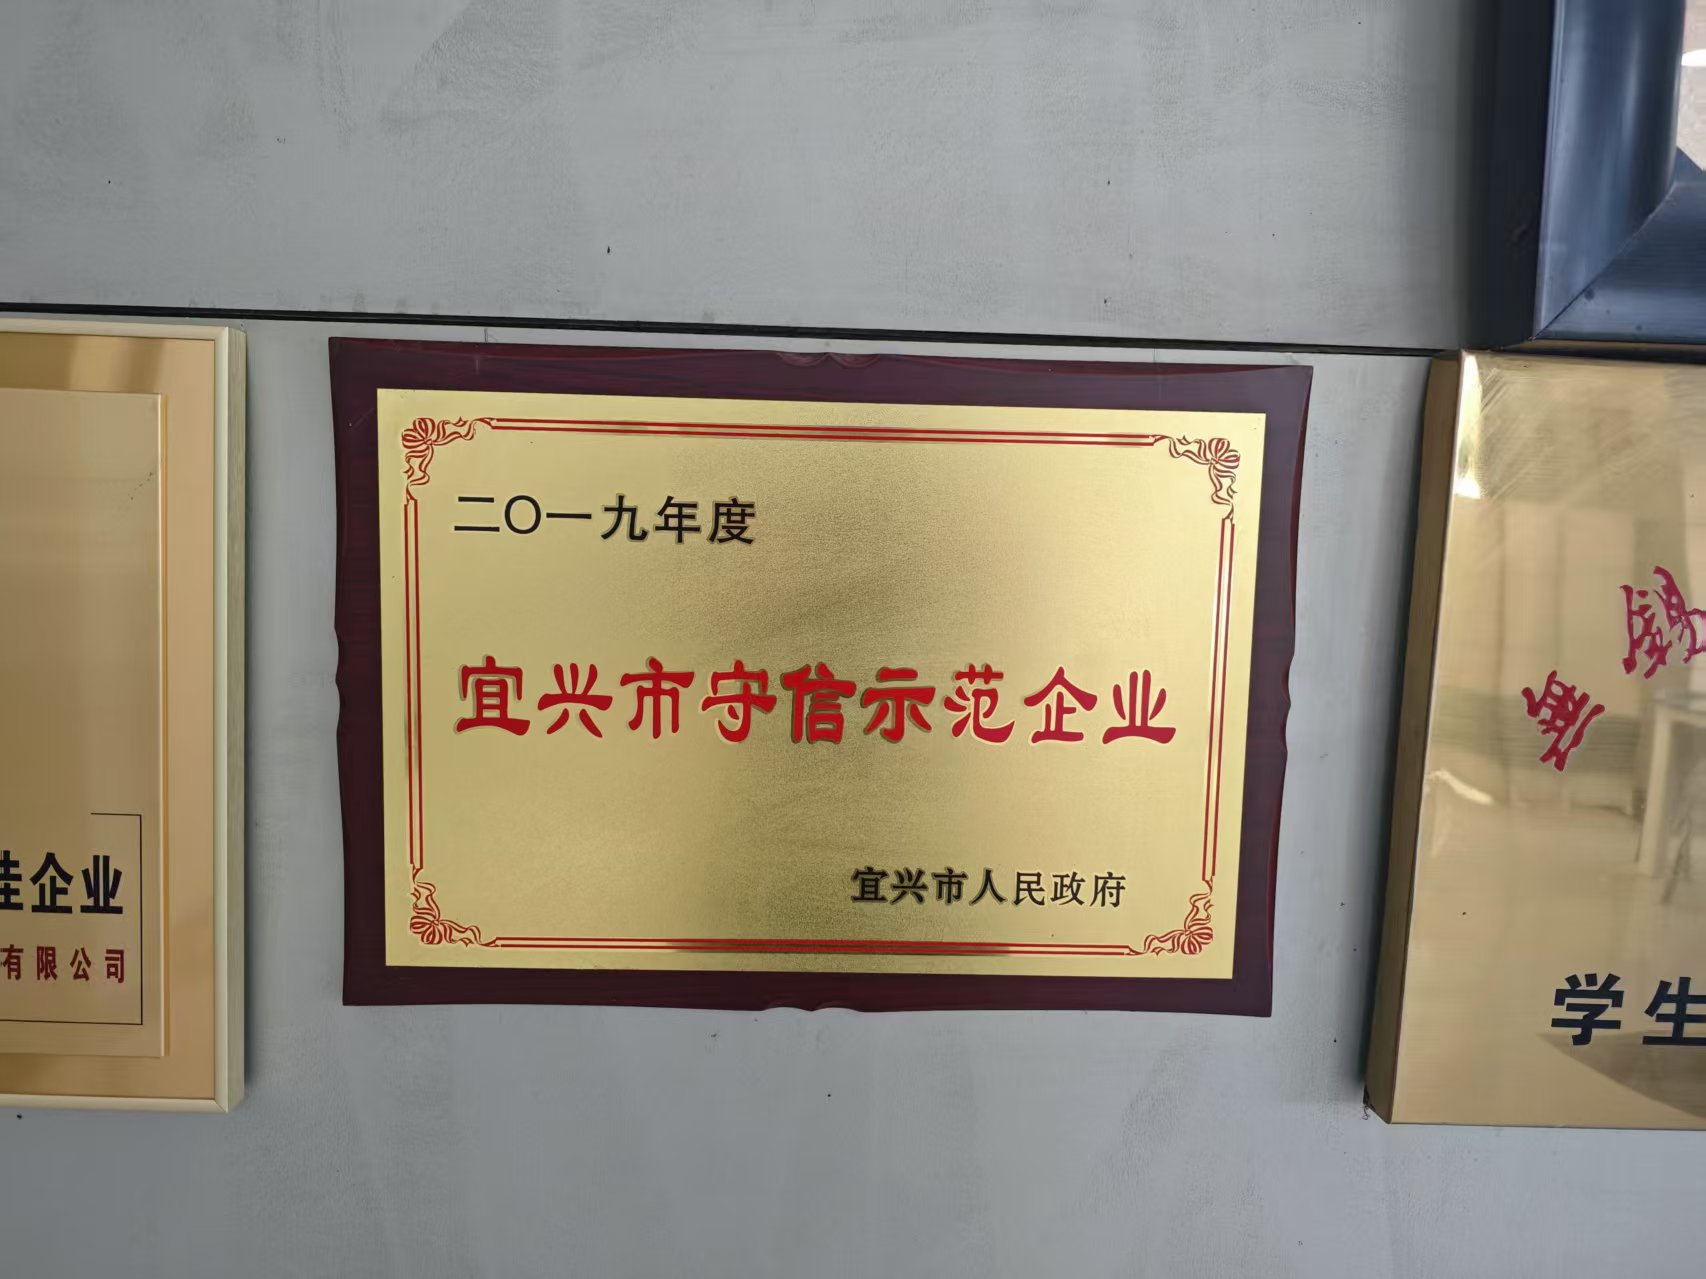 二〇一九年度
宜兴市守信示范企业
宜兴市人民政府
企业
有限公司
学生